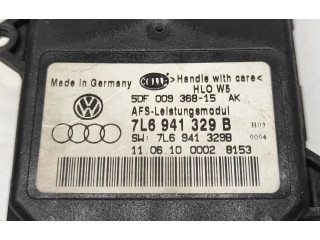 Made in Germany
HELLA
>Handle with care<
HLO W5
5DF 009 368-15 AK
AFS-Leistungsmodul
7L6 941 329 B H03
SW: 7L6 941 329B 0004
11.06.10 0002 8153